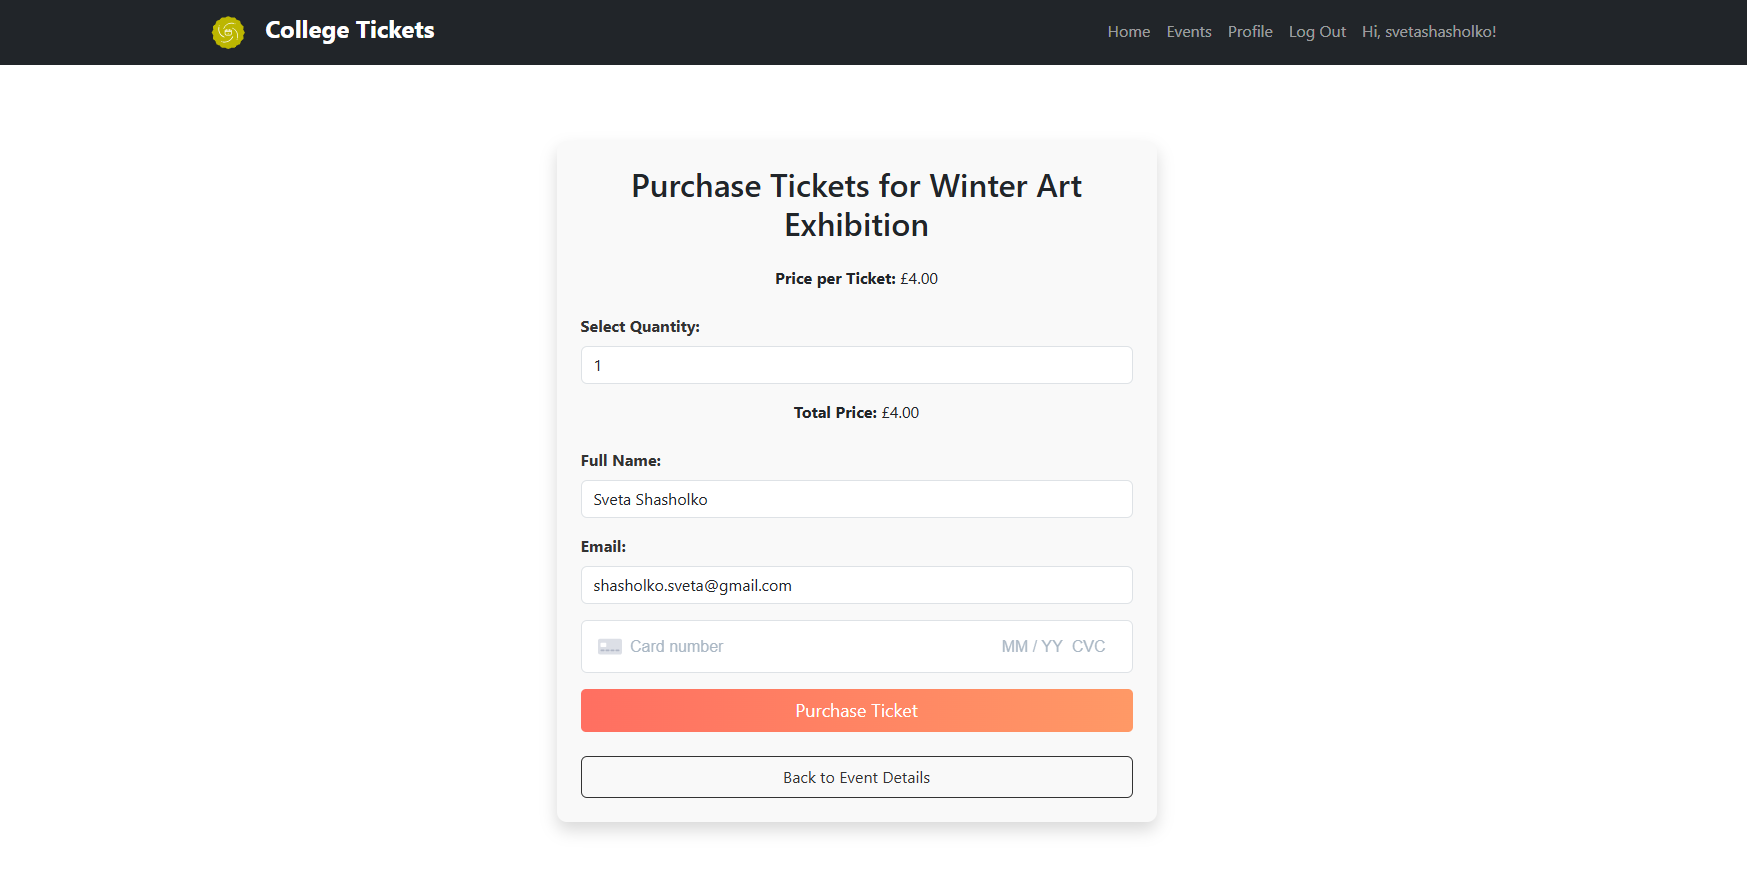 College Tickets
Home Events Profile Log Out Hi, svetashasholko!
Purchase Tickets for Winter Art
Exhibition
Price per Ticket: £4.00
Select Quantity:
1
Total Price: £4.00
Full Name:
Sveta Shasholko
Email:
shasholko.sveta@gmail.com
Card number MM / YY CVC
Purchase Ticket
Back to Event Details